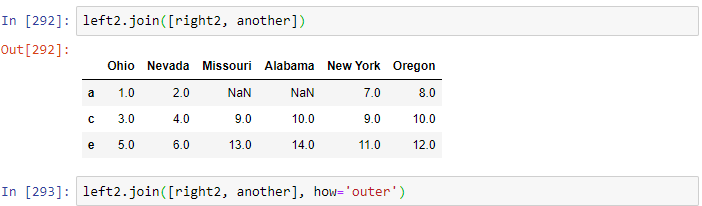 In [292]: left2.join([right2, another])
Out[292]:
Ohio Nevada Missouri Alabama New York Oregon
a 1.0 2.0 NaN NaN 7.0 8.0
c 3.0 4.0 9.0 10.0 9.0 10.0
e 5.0 6.0 13.0 14.0 11.0 12.0
In [293]: left2.join([right2, another], how='outer')